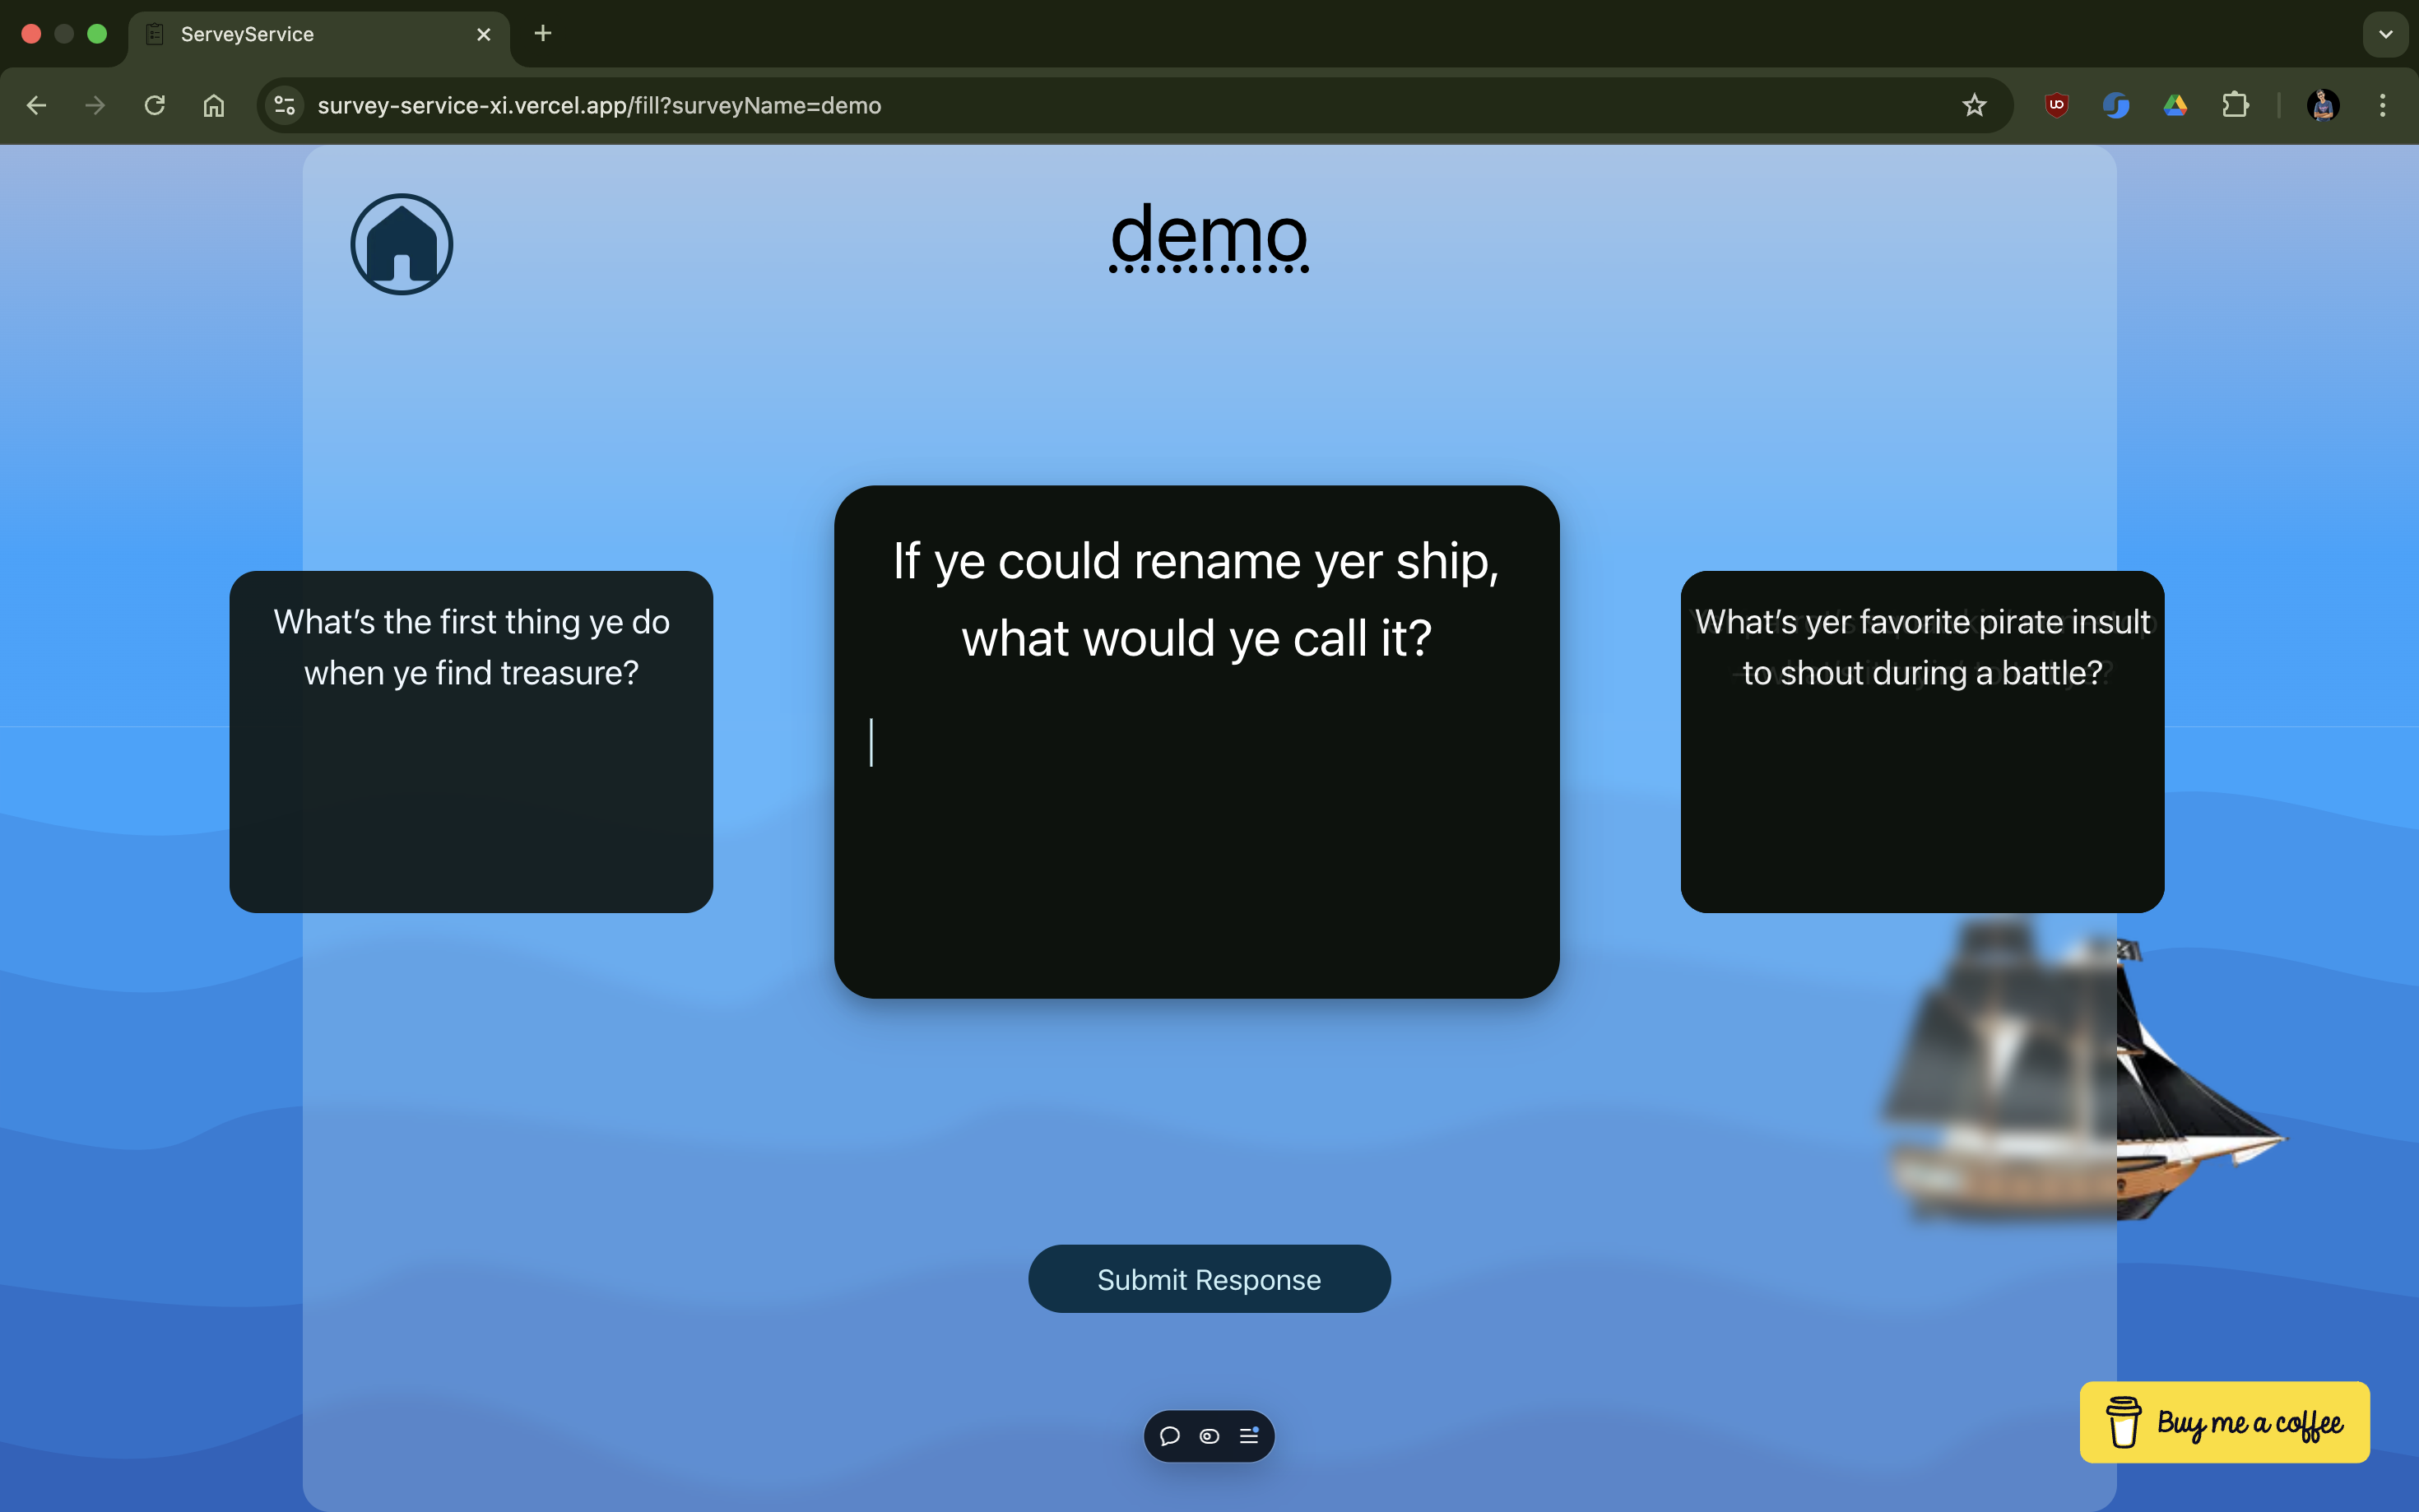 ServeyService
survey-service-xi.vercel.app/fill?surveyName=demo
demo
What's the first thing ye do
when ye find treasure?
If ye could rename yer ship,
what would ye call it?
What's yer favorite pirate insult
to shout during a battle?
Submit Response
Buy me a coffee